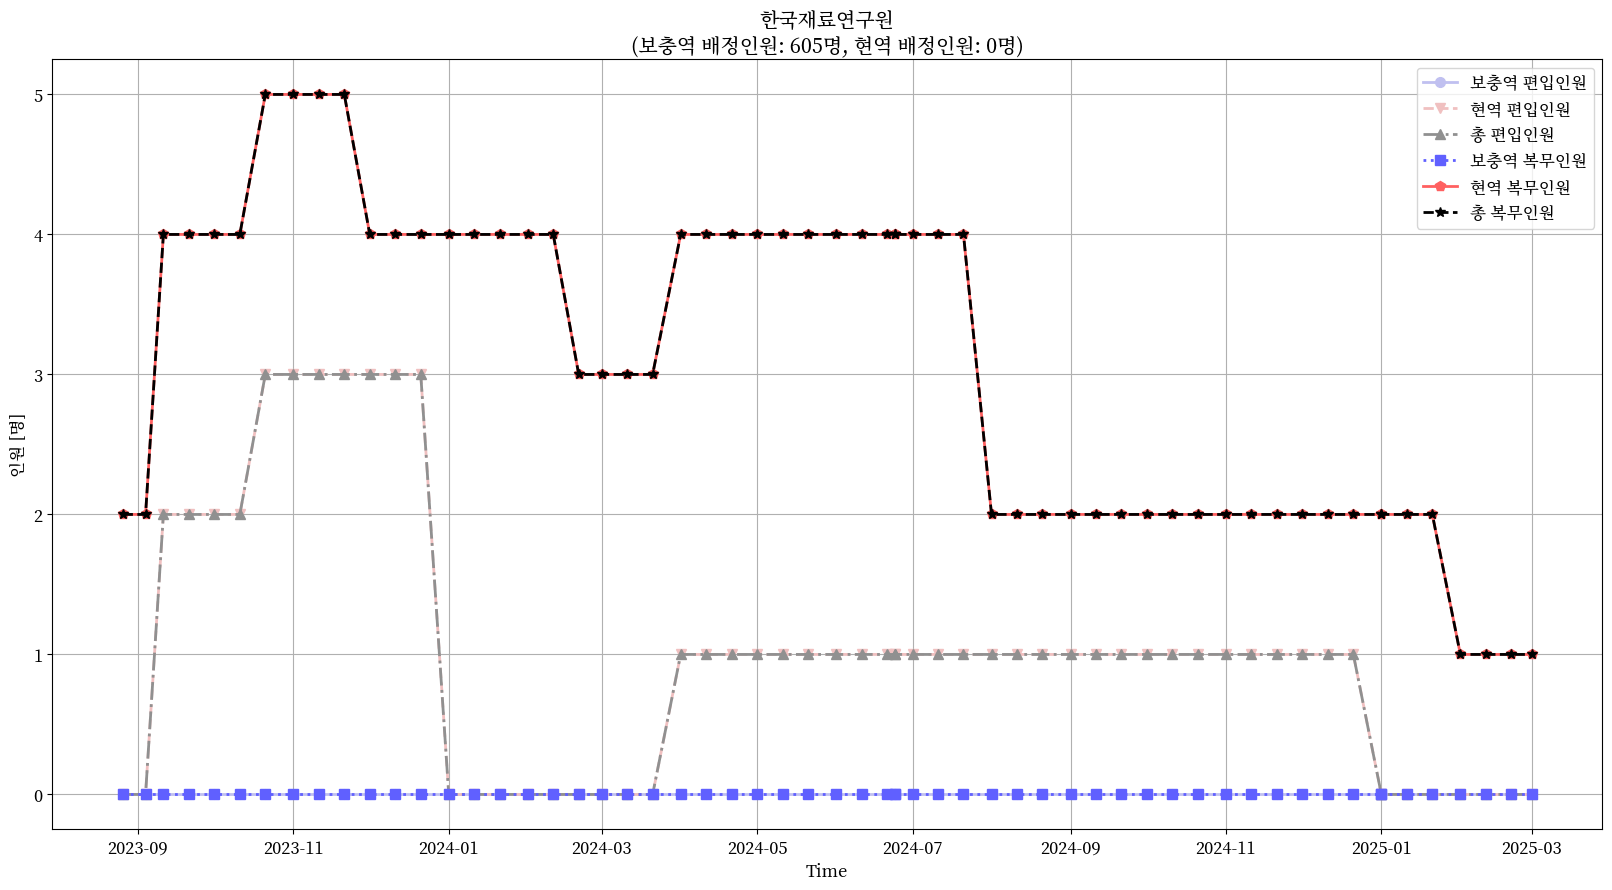 한국재료연구원
(보충역 배정인원: 605명, 현역 배정인원: 0명)
보충역 편입인원
현역 편입인원
총 편입인원
보충역 복무인원
현역 복무인원
총 복무인원
인원 [명]
5
4
3
2
1
0
2023-09
2023-11
2024-01
2024-03
2024-05
2024-07
2024-09
2024-11
2025-01
2025-03
Time